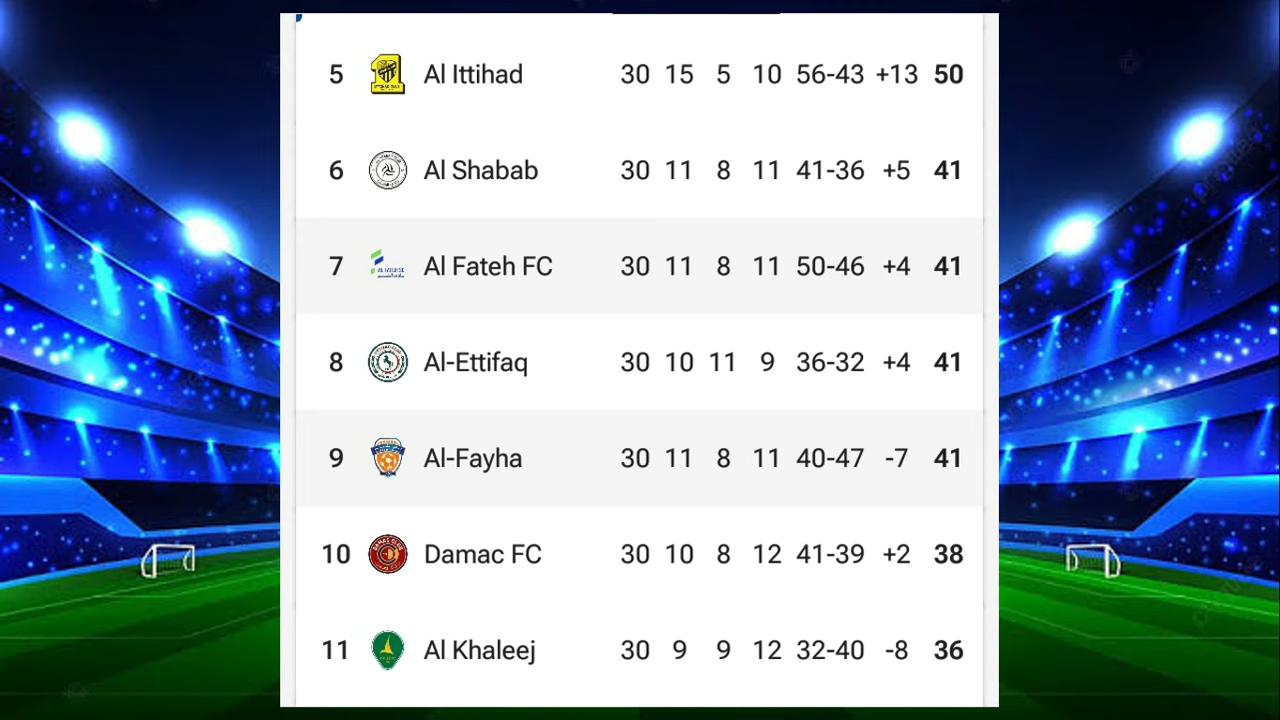 5 Al Ittihad 30 15 5 10 56-43 +13 50
6 Al Shabab 30 11 8 11 41-36 +5 41
7 Al Fateh FC 30 11 8 11 50-46 +4 41
8 Al-Ettifaq 30 10 11 9 36-32 +4 41
9 Al-Fayha 30 11 8 11 40-47 -7 41
10 Damac FC 30 10 8 12 41-39 +2 38
11 Al Khaleej 30 9 9 12 32-40 -8 36